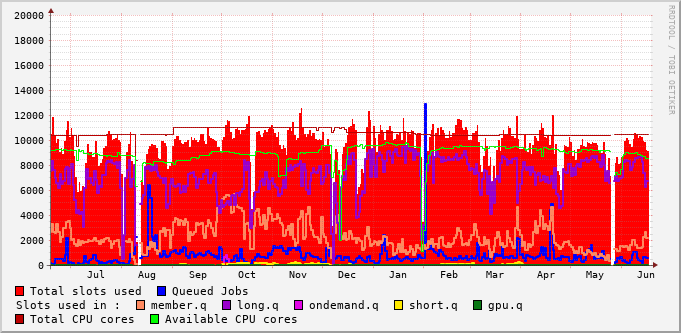 20000
18000
16000
14000
12000
10000
8000
6000
4000
2000
0
Jul Aug Sep Oct Nov Dec Jan Feb Mar Apr May Jun
Total slots used Queued Jobs
Slots used in : member.q long.q ondemand.q short.q gpu.q
Total CPU cores Available CPU cores
RRDTOOL / TOBI OETIKER